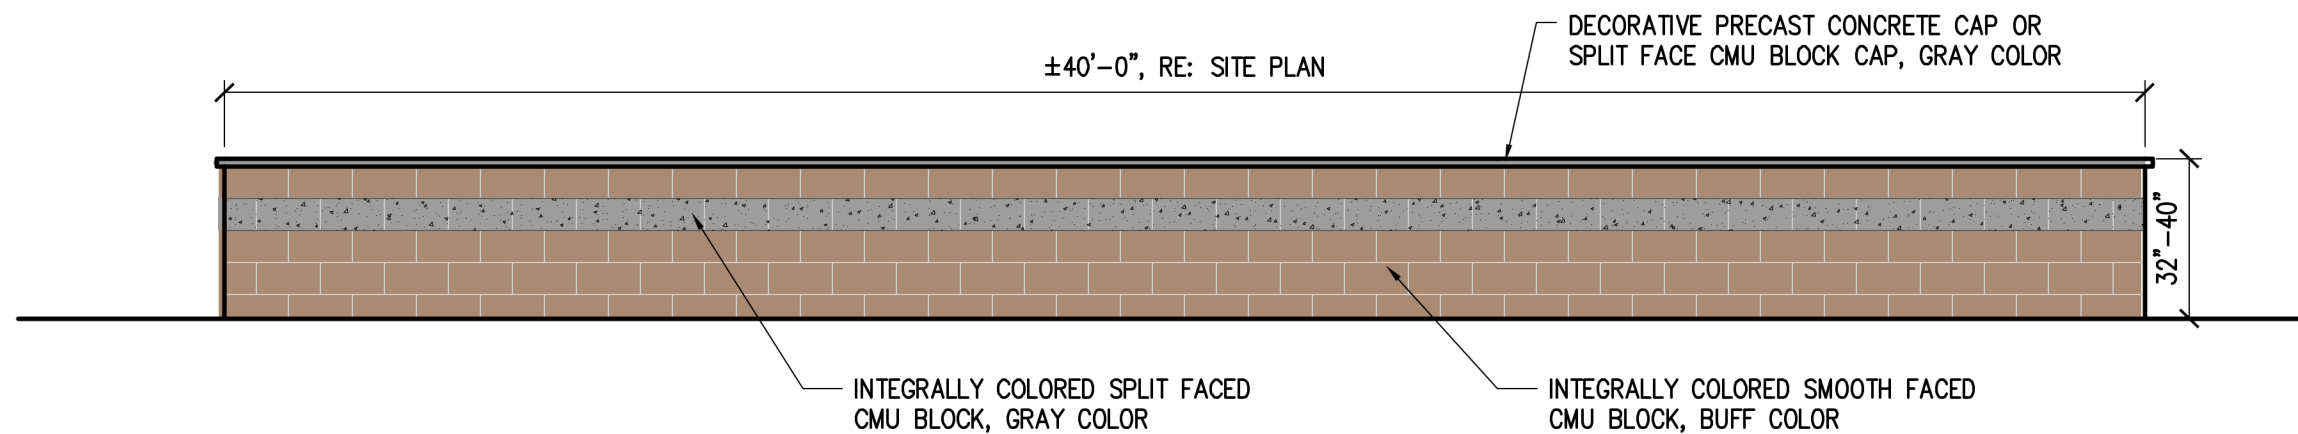 DECORATIVE PRECAST CONCRETE CAP OR
SPLIT FACE CMU BLOCK CAP, GRAY COLOR
±40'-0", RE: SITE PLAN
32"-40"
INTEGRALLY COLORED SPLIT FACED
CMU BLOCK, GRAY COLOR
INTEGRALLY COLORED SMOOTH FACED
CMU BLOCK, BUFF COLOR